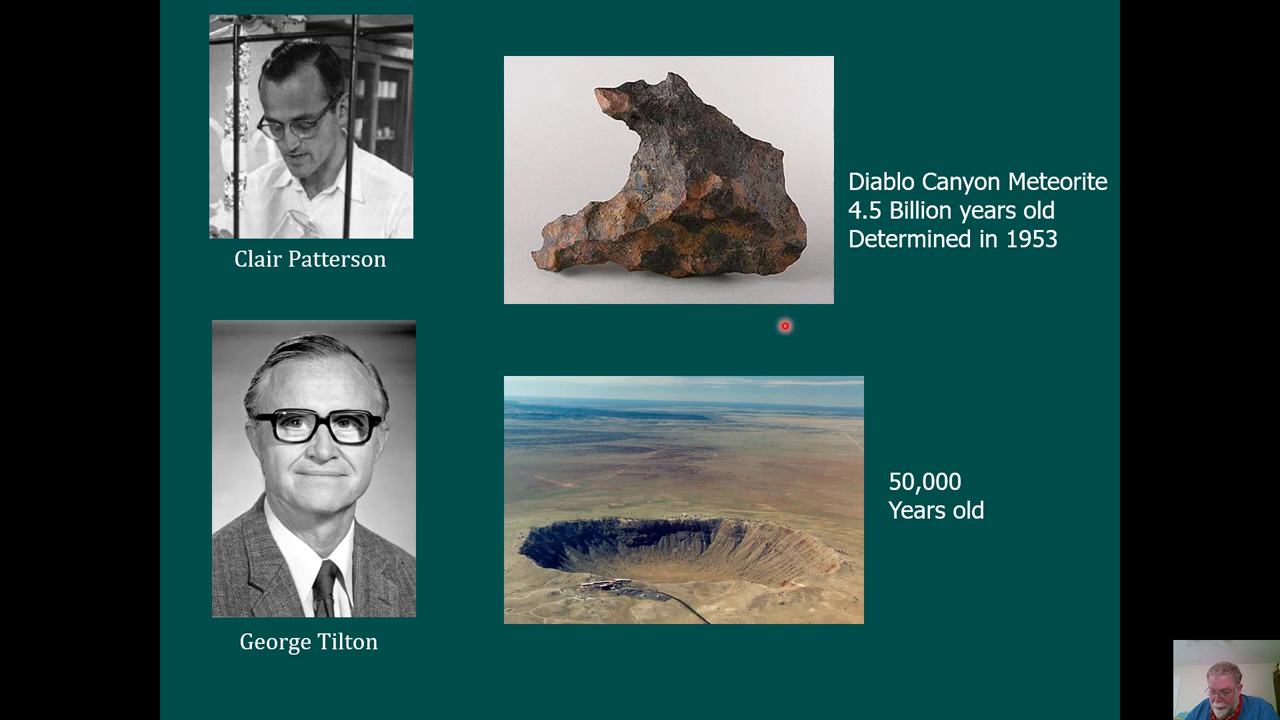 Clair Patterson
Diablo Canyon Meteorite
4.5 Billion years old
Determined in 1953
50,000
Years old
George Tilton